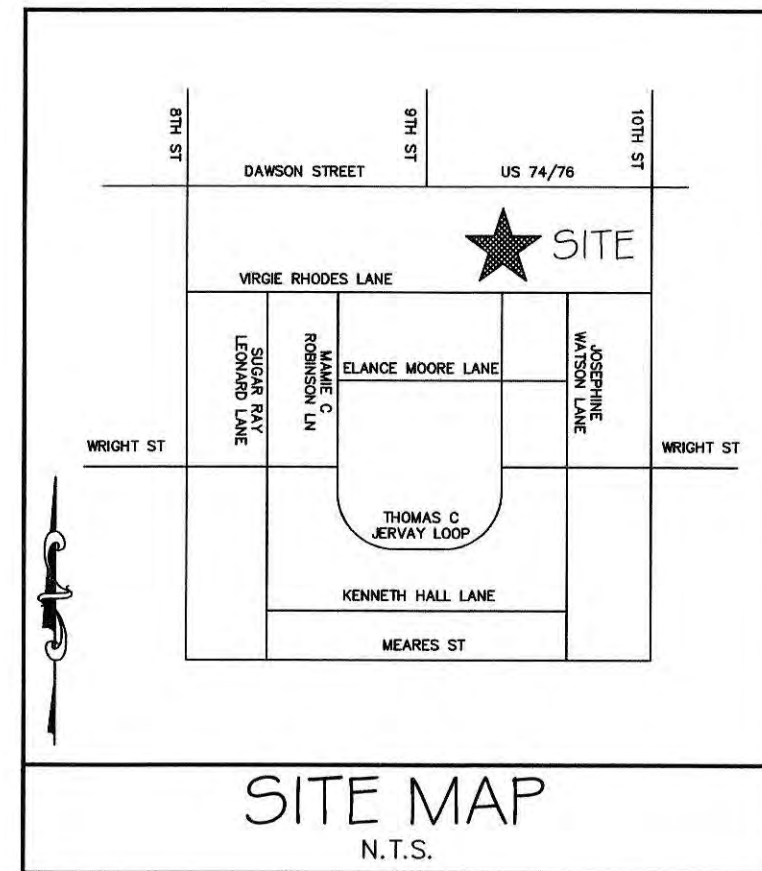 8TH ST
9TH ST
10TH ST
DAWSON STREET
US 74/76
SITE
VIRGIE RHODES LANE
SUGAR RAY
LEONARD LANE
MAMIE C
ROBINSON LN
ELANCE MOORE LANE
JOSEPHINE
WATSON LANE
WRIGHT ST
WRIGHT ST
THOMAS C
JERVAY LOOP
KENNETH HALL LANE
MEARES ST
SITE MAP
N.T.S.